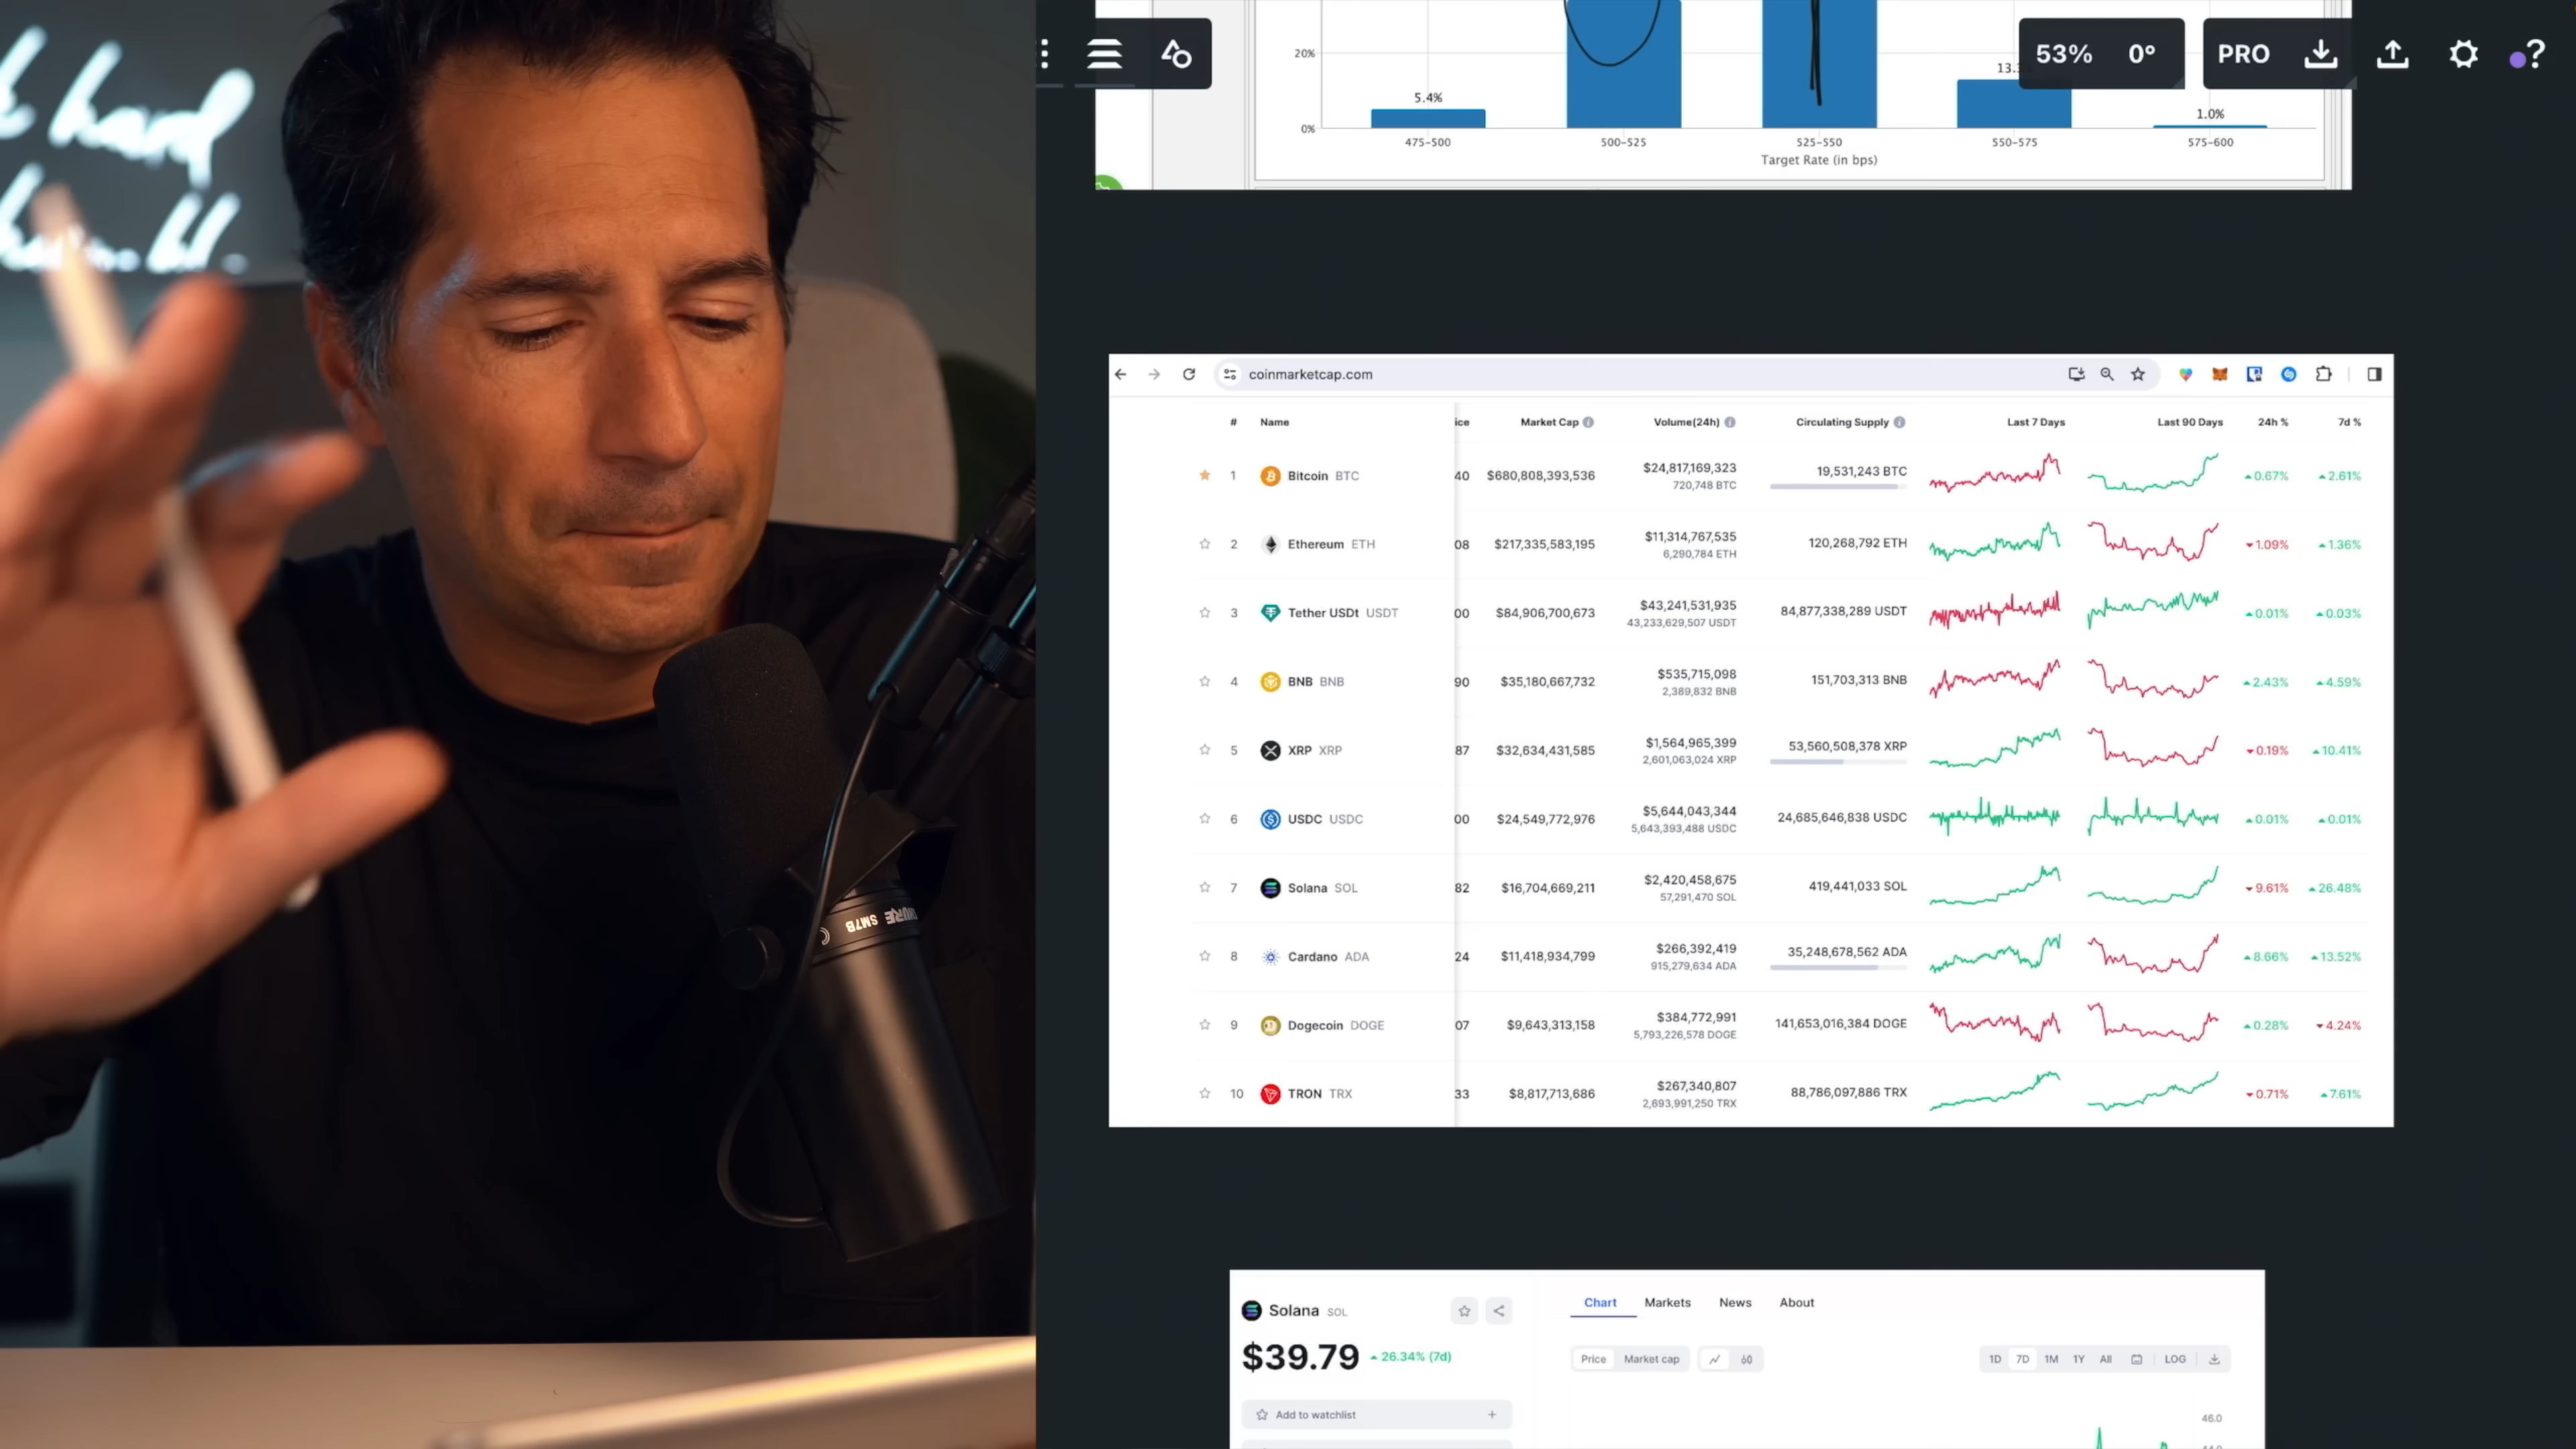 hard
20%
0%
5.4%
13.
1.0%
475-500
500-525
525-550
550-575
575-600
Target Rate (in bps)
53%
0°
PRO
?
coinmarketcap.com
# Name ice Market Cap Volume(24h) Circulating Supply Last 7 Days Last 90 Days 24h % 7d %
1 Bitcoin BTC 40 $680,808,393,536 $24,817,169,323 19,531,243 BTC 0.67% 2.61%
720,748 BTC
2 Ethereum ETH 08 $217,335,583,195 $11,314,767,535 120,268,792 ETH 1.09% 1.36%
6,290,784 ETH
3 Tether USDt USDT 00 $84,906,700,673 $43,241,531,935 84,877,338,289 USDT 0.01% 0.03%
43,233,629,507 USDT
4 BNB BNB 90 $35,180,667,732 $535,715,098 151,703,313 BNB 2.43% 4.59%
2,389,832 BNB
5 XRP XRP 87 $32,634,431,585 $1,564,965,399 53,560,508,378 XRP 0.19% 10.41%
2,601,063,024 XRP
6 USDC USDC 00 $24,549,772,976 $5,644,043,344 24,685,646,838 USDC 0.01% 0.01%
5,643,393,488 USDC
7 Solana SOL 82 $16,704,669,211 $2,420,458,675 419,441,033 SOL 9.61% 26.48%
57,291,470 SOL
8 Cardano ADA 24 $11,418,934,799 $266,392,419 35,248,678,562 ADA 8.66% 13.52%
915,279,634 ADA
9 Dogecoin DOGE 07 $9,643,313,158 $384,772,991 141,653,016,384 DOGE 0.28% 4.24%
5,793,226,578 DOGE
10 TRON TRX 33 $8,817,713,686 $267,340,807 88,786,097,886 TRX 0.71% 7.61%
2,693,991,250 TRX
SHURE SM7B
Solana SOL
$39.79 26.34% (7d)
Add to watchlist +
Chart Markets News About
Price Market cap
1D 7D 1M 1Y All LOG
46.0